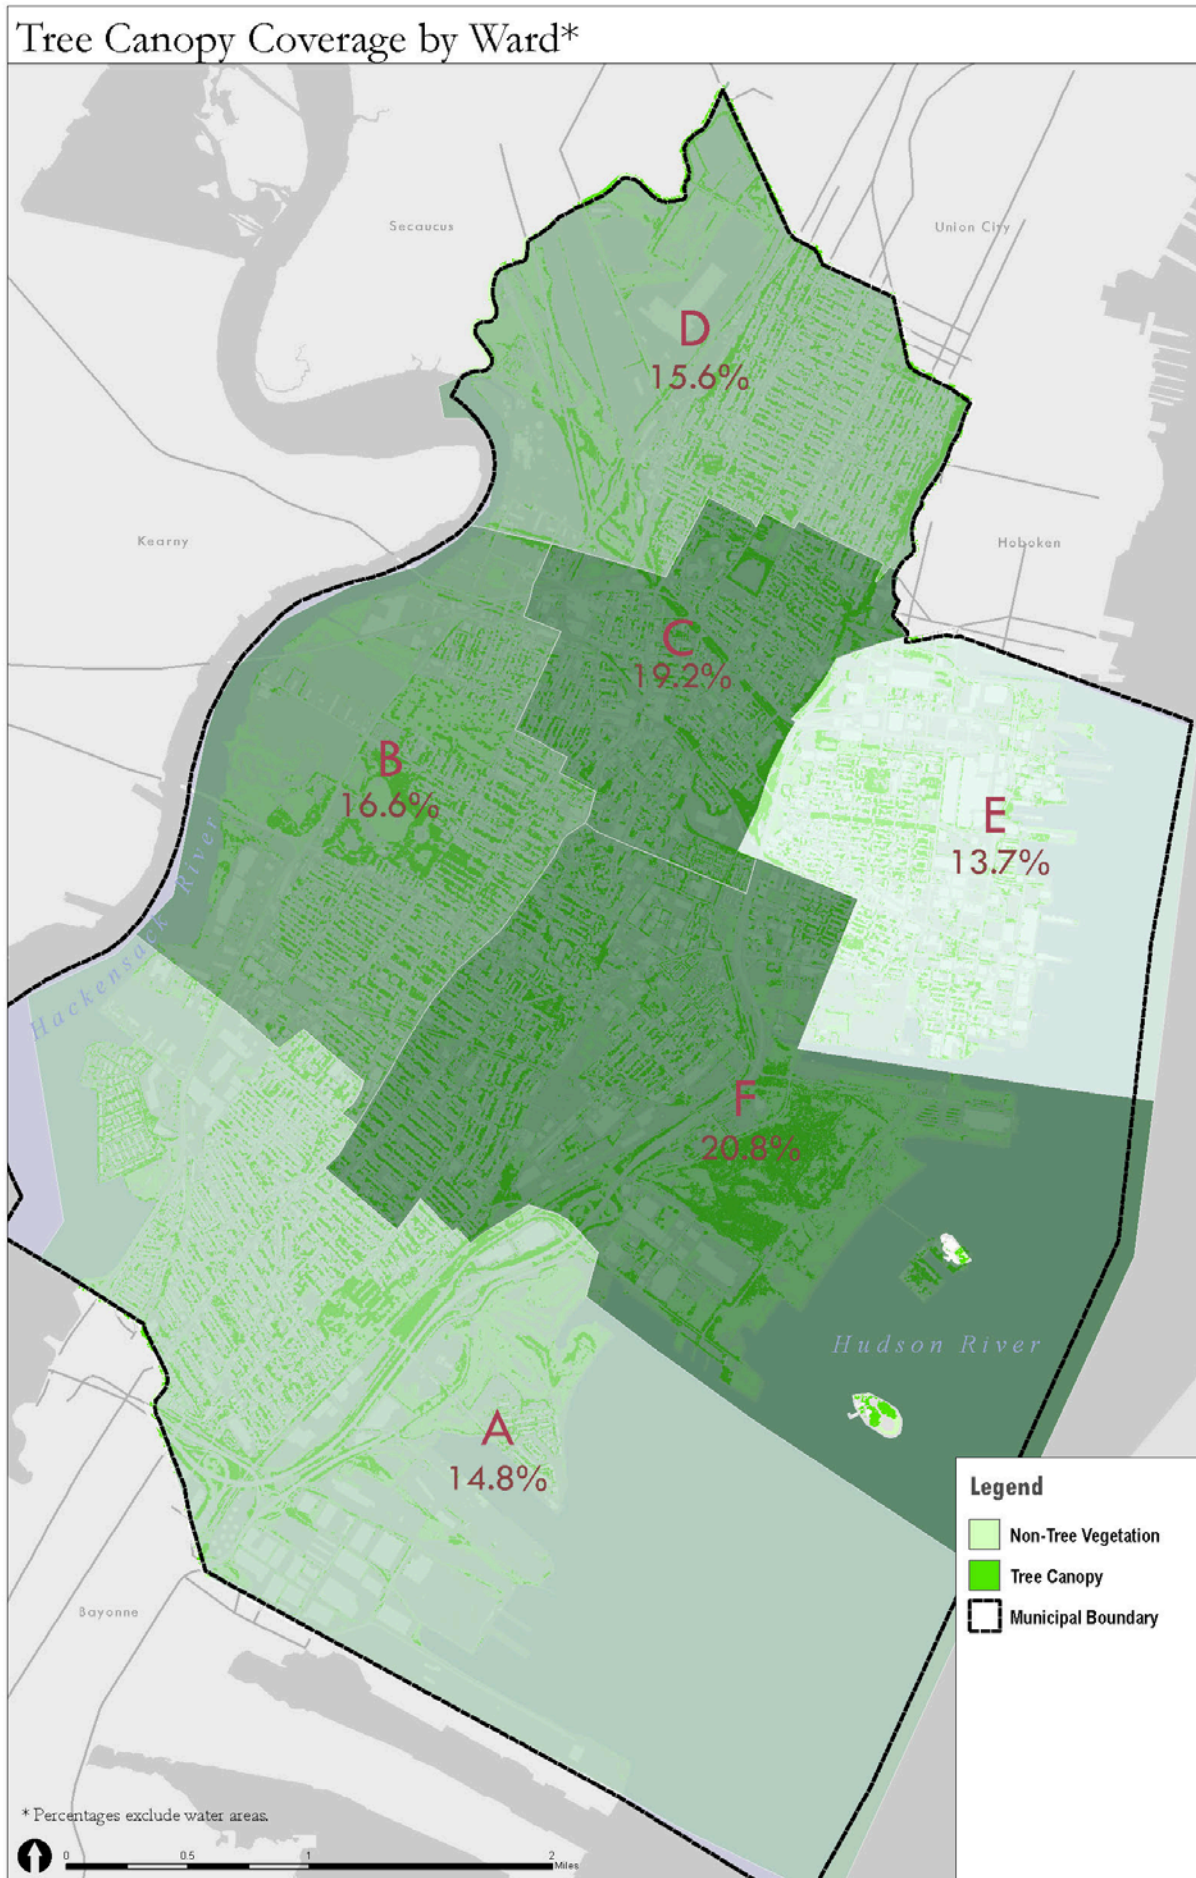 Tree Canopy Coverage by Ward*
Secaucus
Union City
D
15.6%
Kearny
Hoboken
C
19.2%
B
16.6%
E
13.7%
Hackensack River
F
20.8%
Hudson River
A
14.8%
Bayonne
Legend
Non-Tree Vegetation
Tree Canopy
Municipal Boundary
* Percentages exclude water areas.
0 0.5 1 2
Miles